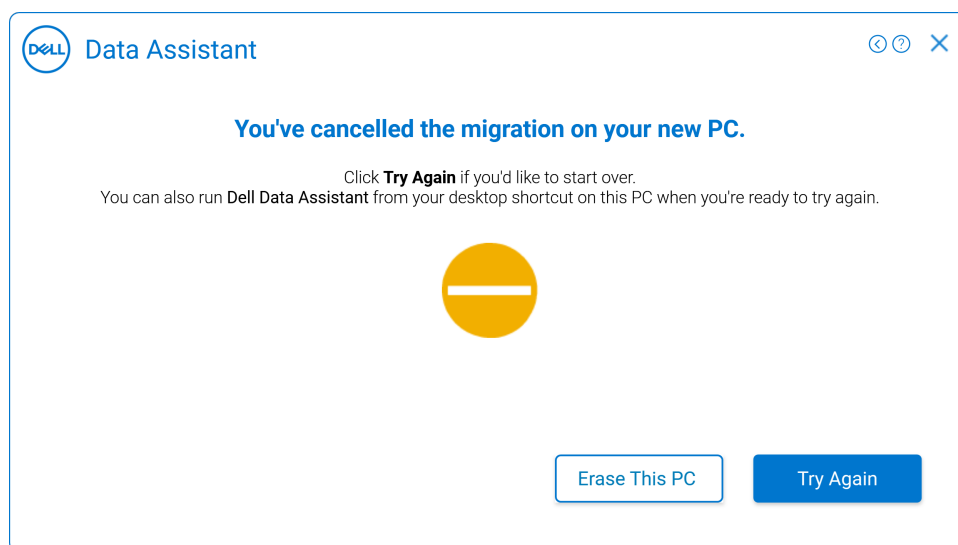 DELL
Data Assistant
You've cancelled the migration on your new PC.
Click Try Again if you'd like to start over.
You can also run Dell Data Assistant from your desktop shortcut on this PC when you're ready to try again.
Erase This PC
Try Again